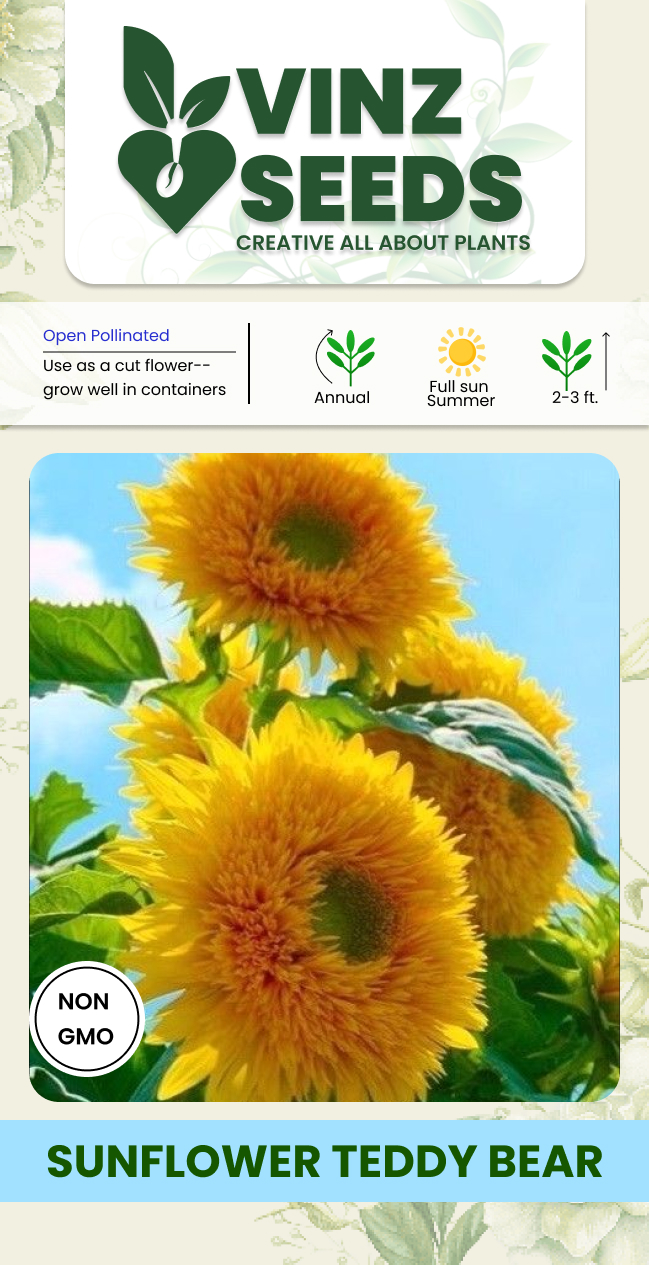 VINZ
SEEDS
CREATIVE ALL ABOUT PLANTS
Open Pollinated
Use as a cut flower--
grow well in containers
Annual
Full sun
Summer
2-3 ft.
NON
GMO
SUNFLOWER TEDDY BEAR